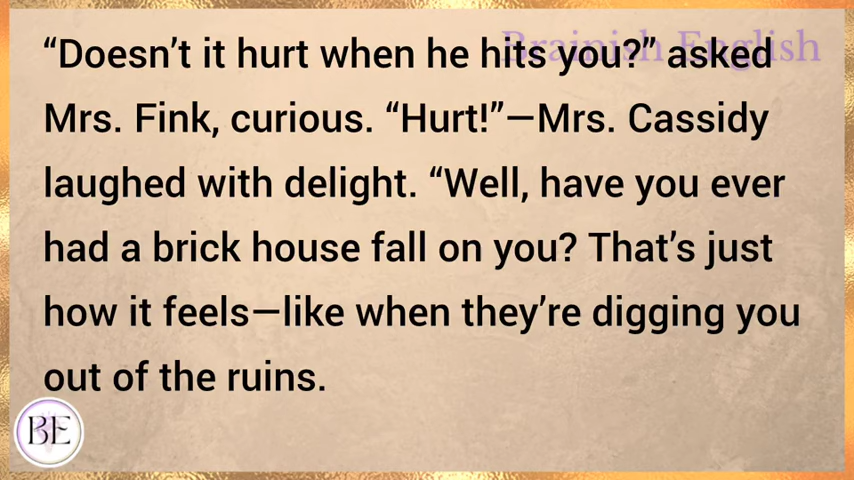 Brainish English
“Doesn’t it hurt when he hits you?” asked
Mrs. Fink, curious. “Hurt!”—Mrs. Cassidy
laughed with delight. “Well, have you ever
had a brick house fall on you? That’s just
how it feels—like when they’re digging you
out of the ruins.
BE